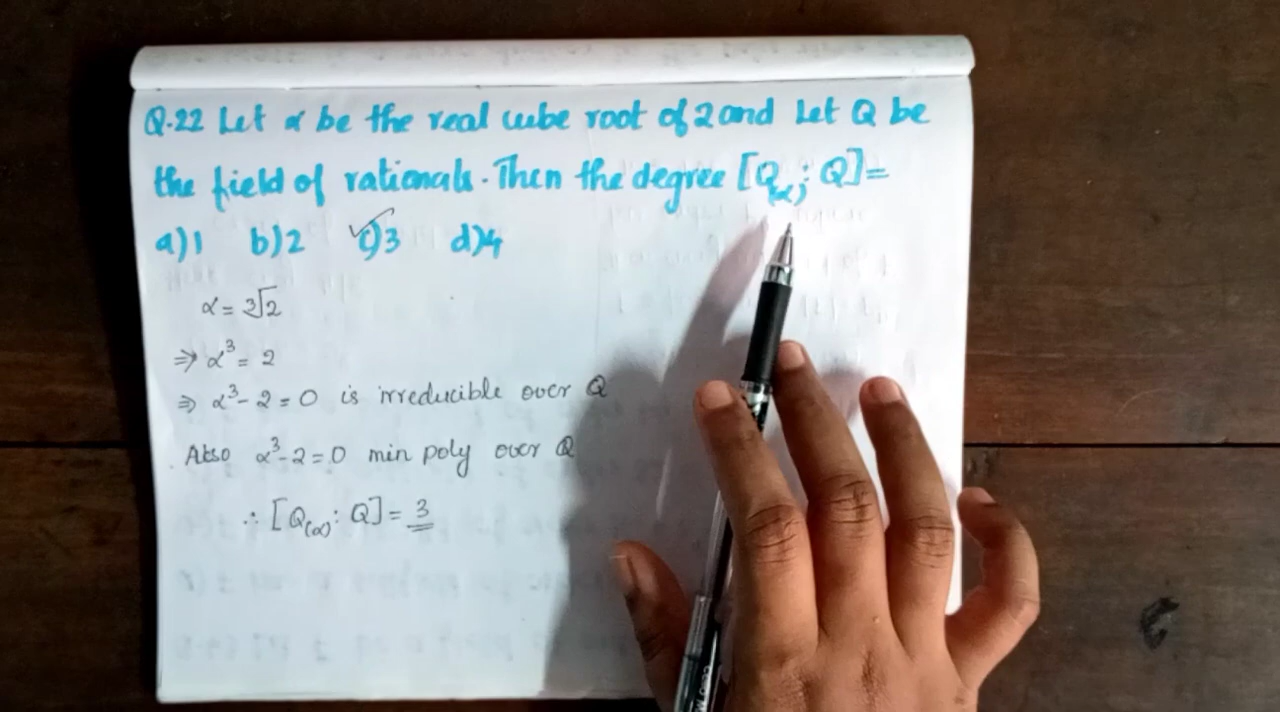 Q.22 Let α be the real cube root of 2 and Let Q be
the field of rationals. Then the degree [Q(α) : Q]=
a) 1 b) 2 c) 3 d) 4
α = ∛2
⇒ α³ = 2
⇒ α³ - 2 = 0 is irreducible over Q
Also α³ - 2 = 0 min poly over Q
∴ [Q(α) : Q] = 3